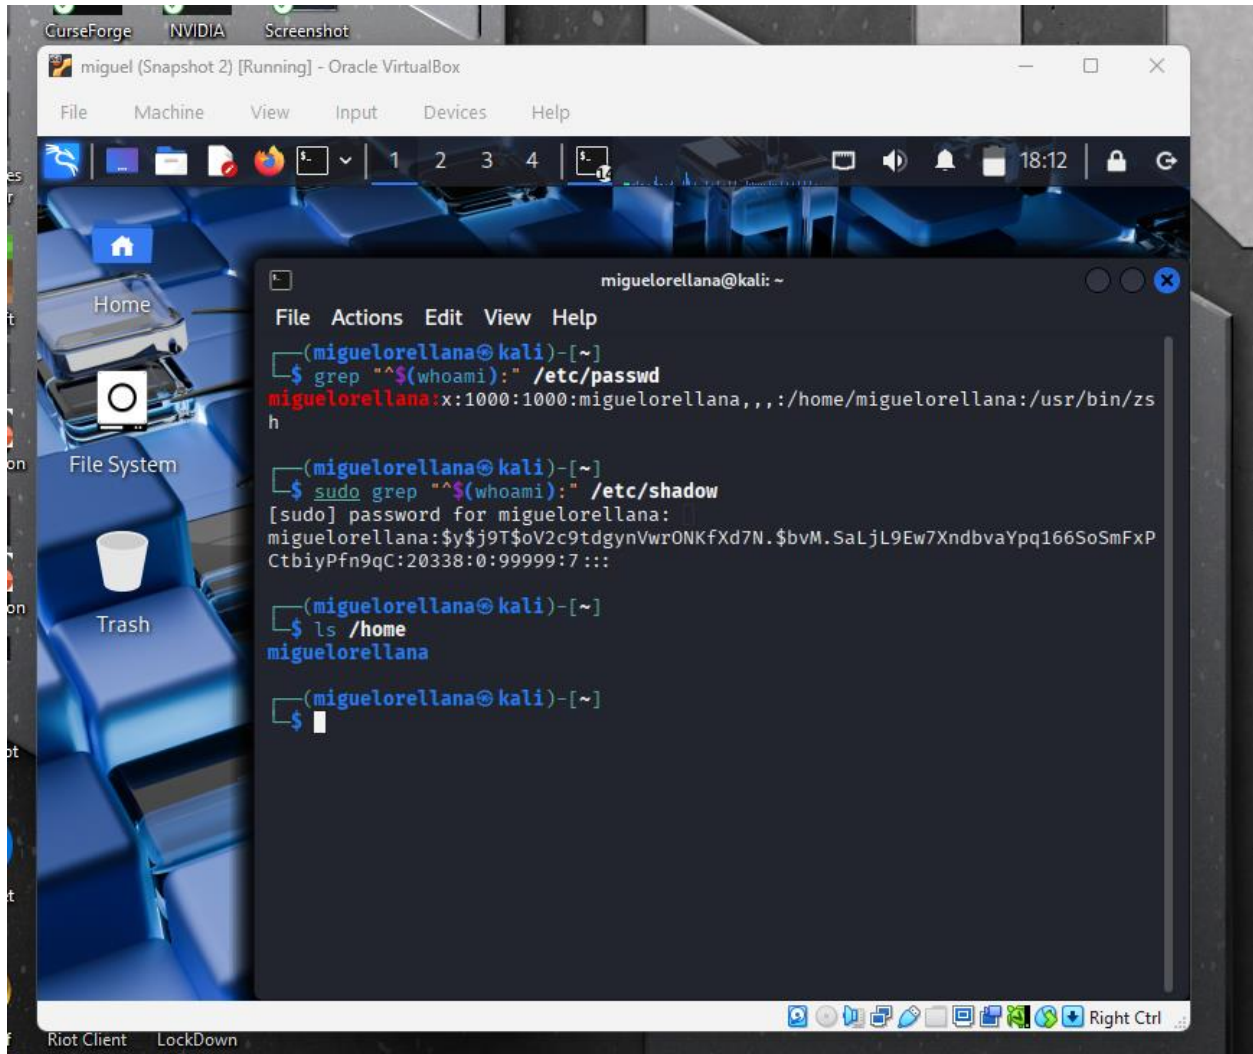 CurseForge NVIDIA Screenshot
miguel (Snapshot 2) [Running] - Oracle VirtualBox
File Machine View Input Devices Help
1 2 3 4 18:12
Home
File System
Trash
miguelorellana@kali: ~
File Actions Edit View Help
┌──(miguelorellana㉿kali)-[~]
└─$ grep "^$(whoami):" /etc/passwd
miguelorellana:x:1000:1000:miguelorellana,,,:/home/miguelorellana:/usr/bin/zs
h
┌──(miguelorellana㉿kali)-[~]
└─$ sudo grep "^$(whoami):" /etc/shadow
[sudo] password for miguelorellana:
miguelorellana:$y$j9T$oV2c9tdgynVwrONKfXd7N.$bvM.SaLjL9Ew7XndbvaYpq166SoSmFxP
CtbiyPfn9qC:20338:0:99999:7:::
┌──(miguelorellana㉿kali)-[~]
└─$ ls /home
miguelorellana
┌──(miguelorellana㉿kali)-[~]
└─$
Right Ctrl
Riot Client LockDown